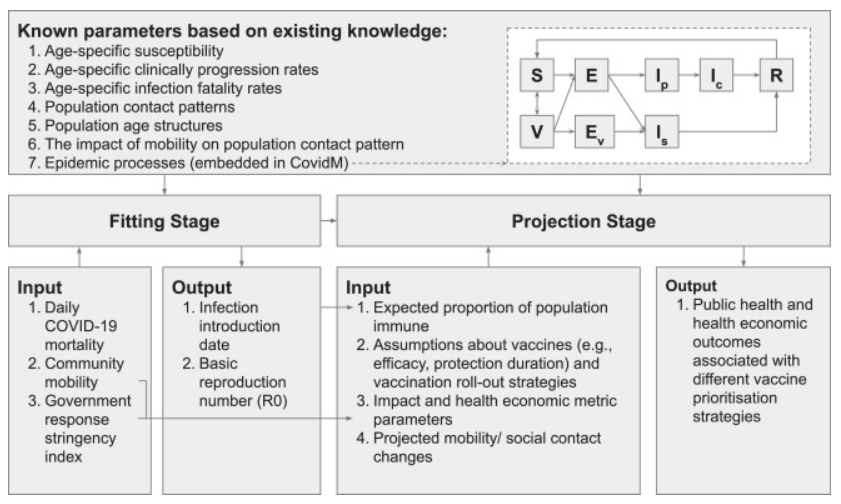 Known parameters based on existing knowledge:
1. Age-specific susceptibility
2. Age-specific clinically progression rates
3. Age-specific infection fatality rates
4. Population contact patterns
5. Population age structures
6. The impact of mobility on population contact pattern
7. Epidemic processes (embedded in CovidM)
S E Ip Ic R
V Ev Is
Fitting Stage
Projection Stage
Input
1. Daily
COVID-19
mortality
2. Community
mobility
3. Government
response
stringency
index
Output
1. Infection
introduction
date
2. Basic
reproduction
number (R0)
Input
1. Expected proportion of population
immune
2. Assumptions about vaccines (e.g.,
efficacy, protection duration) and
vaccination roll-out strategies
3. Impact and health economic metric
parameters
4. Projected mobility/ social contact
changes
Output
1. Public health and
health economic
outcomes
associated with
different vaccine
prioritisation
strategies